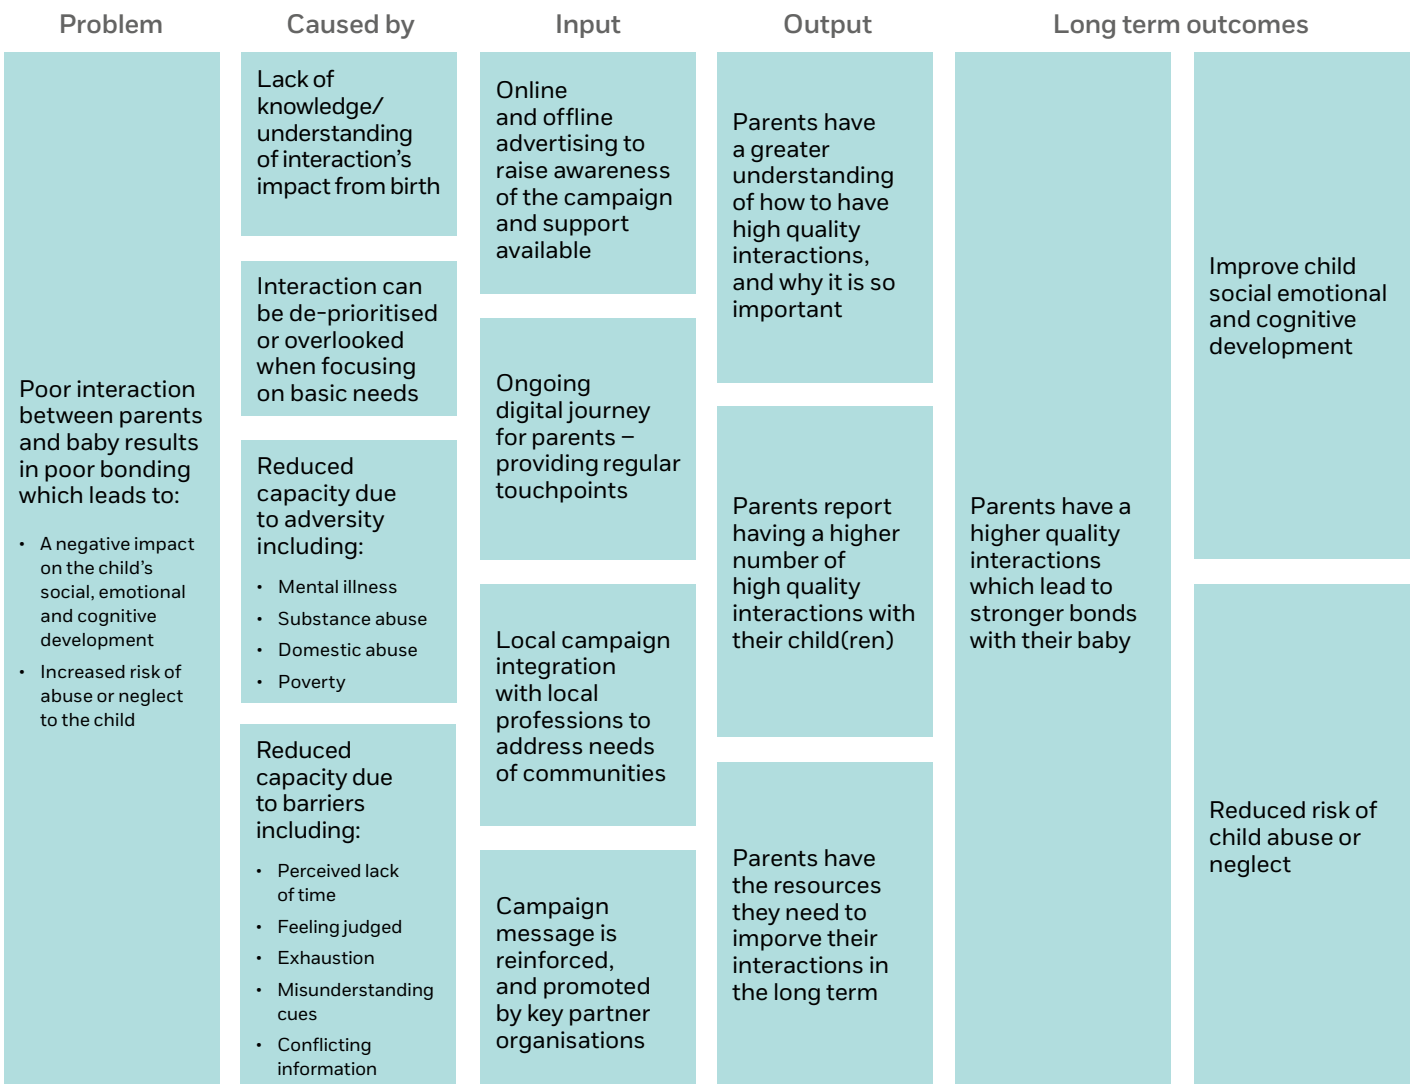 Problem
Caused by
Input
Output
Long term outcomes
Poor interaction
between parents
and baby results
in poor bonding
which leads to:
• A negative impact
on the child's
social, emotional
and cognitive
development
• Increased risk of
abuse or neglect
to the child
Lack of
knowledge/
understanding
of interaction's
impact from birth
Interaction can
be de-prioritised
or overlooked
when focusing
on basic needs
Reduced
capacity due
to adversity
including:
• Mental illness
• Substance abuse
• Domestic abuse
• Poverty
Reduced
capacity due
to barriers
including:
• Perceived lack
of time
• Feeling judged
• Exhaustion
• Misunderstanding
cues
• Conflicting
information
Online
and offline
advertising to
raise awareness
of the campaign
and support
available
Ongoing
digital journey
for parents –
providing regular
touchpoints
Local campaign
integration
with local
professions to
address needs
of communities
Campaign
message is
reinforced,
and promoted
by key partner
organisations
Parents have
a greater
understanding
of how to have
high quality
interactions,
and why it is so
important
Parents report
having a higher
number of
high quality
interactions with
their child(ren)
Parents have
the resources
they need to
imporve their
interactions in
the long term
Parents have a
higher quality
interactions
which lead to
stronger bonds
with their baby
Improve child
social emotional
and cognitive
development
Reduced risk of
child abuse or
neglect